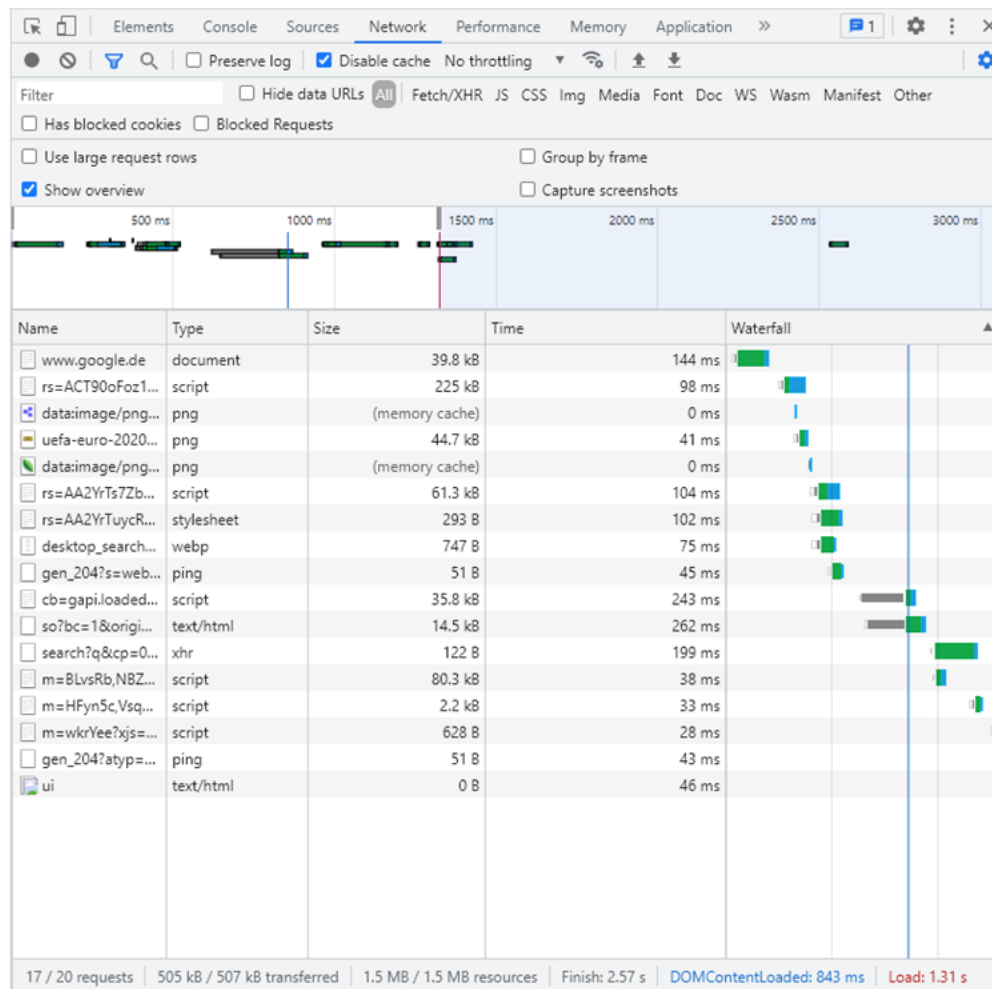 Elements Console Sources Network Performance Memory Application » 1
Preserve log Disable cache No throttling
Filter Hide data URLs All Fetch/XHR JS CSS Img Media Font Doc WS Wasm Manifest Other
Has blocked cookies Blocked Requests
Use large request rows Group by frame
Show overview Capture screenshots
500 ms 1000 ms 1500 ms 2000 ms 2500 ms 3000 ms
Name Type Size Time Waterfall
www.google.de document 39.8 kB 144 ms
rs=ACT90oFoz1... script 225 kB 98 ms
data:image/png... png (memory cache) 0 ms
uefa-euro-2020... png 44.7 kB 41 ms
data:image/png... png (memory cache) 0 ms
rs=AA2YrTs7Zb... script 61.3 kB 104 ms
rs=AA2YrTuycR... stylesheet 293 B 102 ms
desktop_search... webp 747 B 75 ms
gen_204?s=web... ping 51 B 45 ms
cb=gapi.loaded... script 35.8 kB 243 ms
so?bc=1&origi... text/html 14.5 kB 262 ms
search?q&cp=0... xhr 122 B 199 ms
m=BLvsRb,NBZ... script 80.3 kB 38 ms
m=HFyn5c,Vsq... script 2.2 kB 33 ms
m=wkrYee?xjs=... script 628 B 28 ms
gen_204?atyp=... ping 51 B 43 ms
ui text/html 0 B 46 ms
17 / 20 requests 505 kB / 507 kB transferred 1.5 MB / 1.5 MB resources Finish: 2.57 s DOMContentLoaded: 843 ms Load: 1.31 s